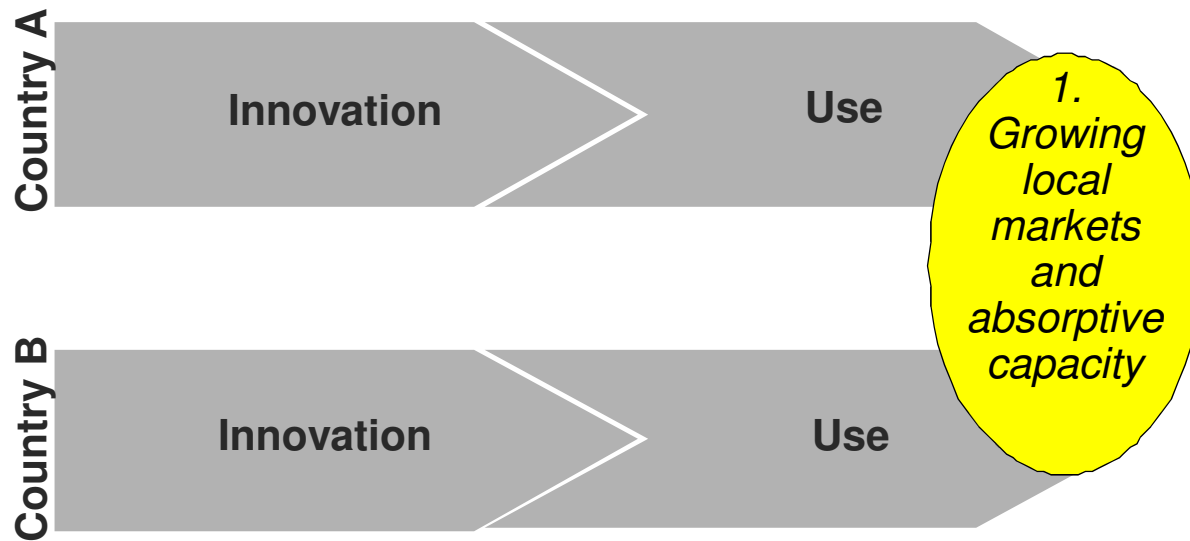 Country A
Innovation
Use
1.
Growing
local
markets
and
absorptive
capacity
Country B
Innovation
Use